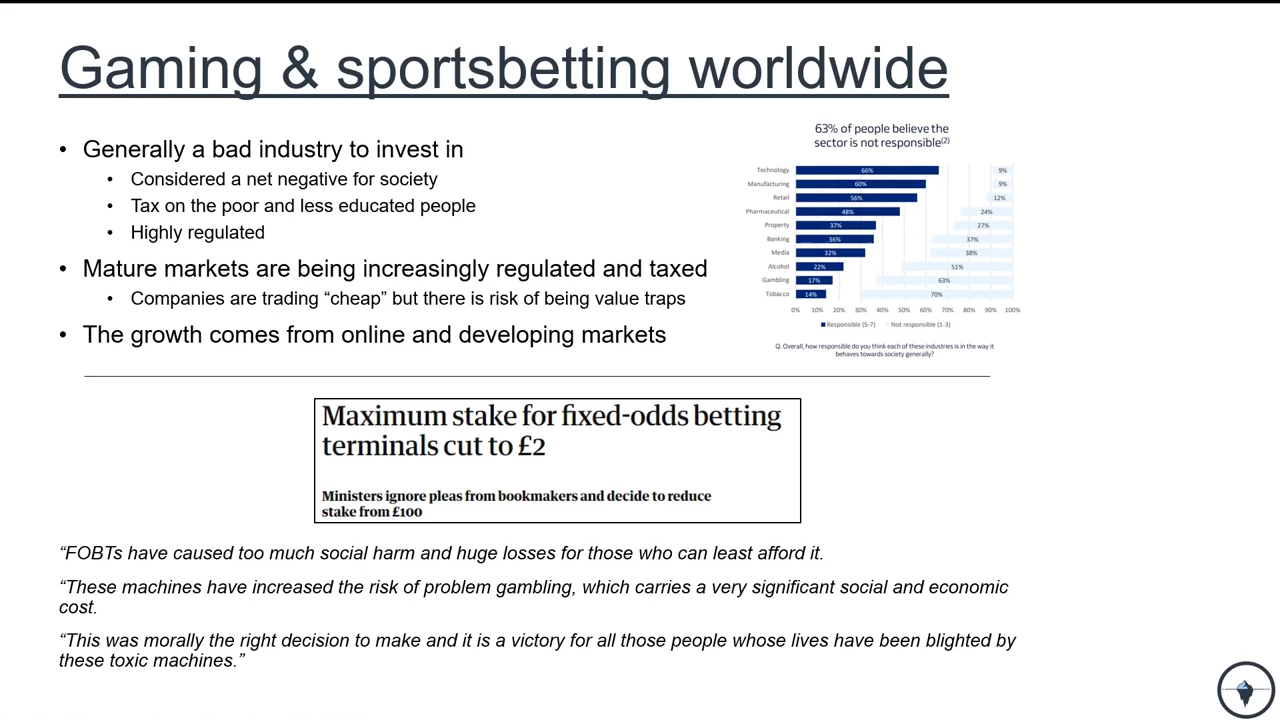 Gaming & sportsbetting worldwide
• Generally a bad industry to invest in
• Considered a net negative for society
• Tax on the poor and less educated people
• Highly regulated
• Mature markets are being increasingly regulated and taxed
• Companies are trading “cheap” but there is risk of being value traps
• The growth comes from online and developing markets
63% of people believe the
sector is not responsible(2)
Technology 66% 9%
Manufacturing 60% 9%
Retail 56% 12%
Pharmaceutical 48% 24%
Property 37% 27%
Banking 36% 37%
Media 32% 38%
Alcohol 22% 51%
Gambling 17% 63%
Tobacco 14% 70%
0% 10% 20% 30% 40% 50% 60% 70% 80% 90% 100%
Responsible (5-7) Not responsible (1-3)
Q. Overall, how responsible do you think each of these industries is in the way it
behaves towards society generally?
Maximum stake for fixed-odds betting
terminals cut to £2
Ministers ignore pleas from bookmakers and decide to reduce
stake from £100
“FOBTs have caused too much social harm and huge losses for those who can least afford it.
“These machines have increased the risk of problem gambling, which carries a very significant social and economic
cost.
“This was morally the right decision to make and it is a victory for all those people whose lives have been blighted by
these toxic machines.”